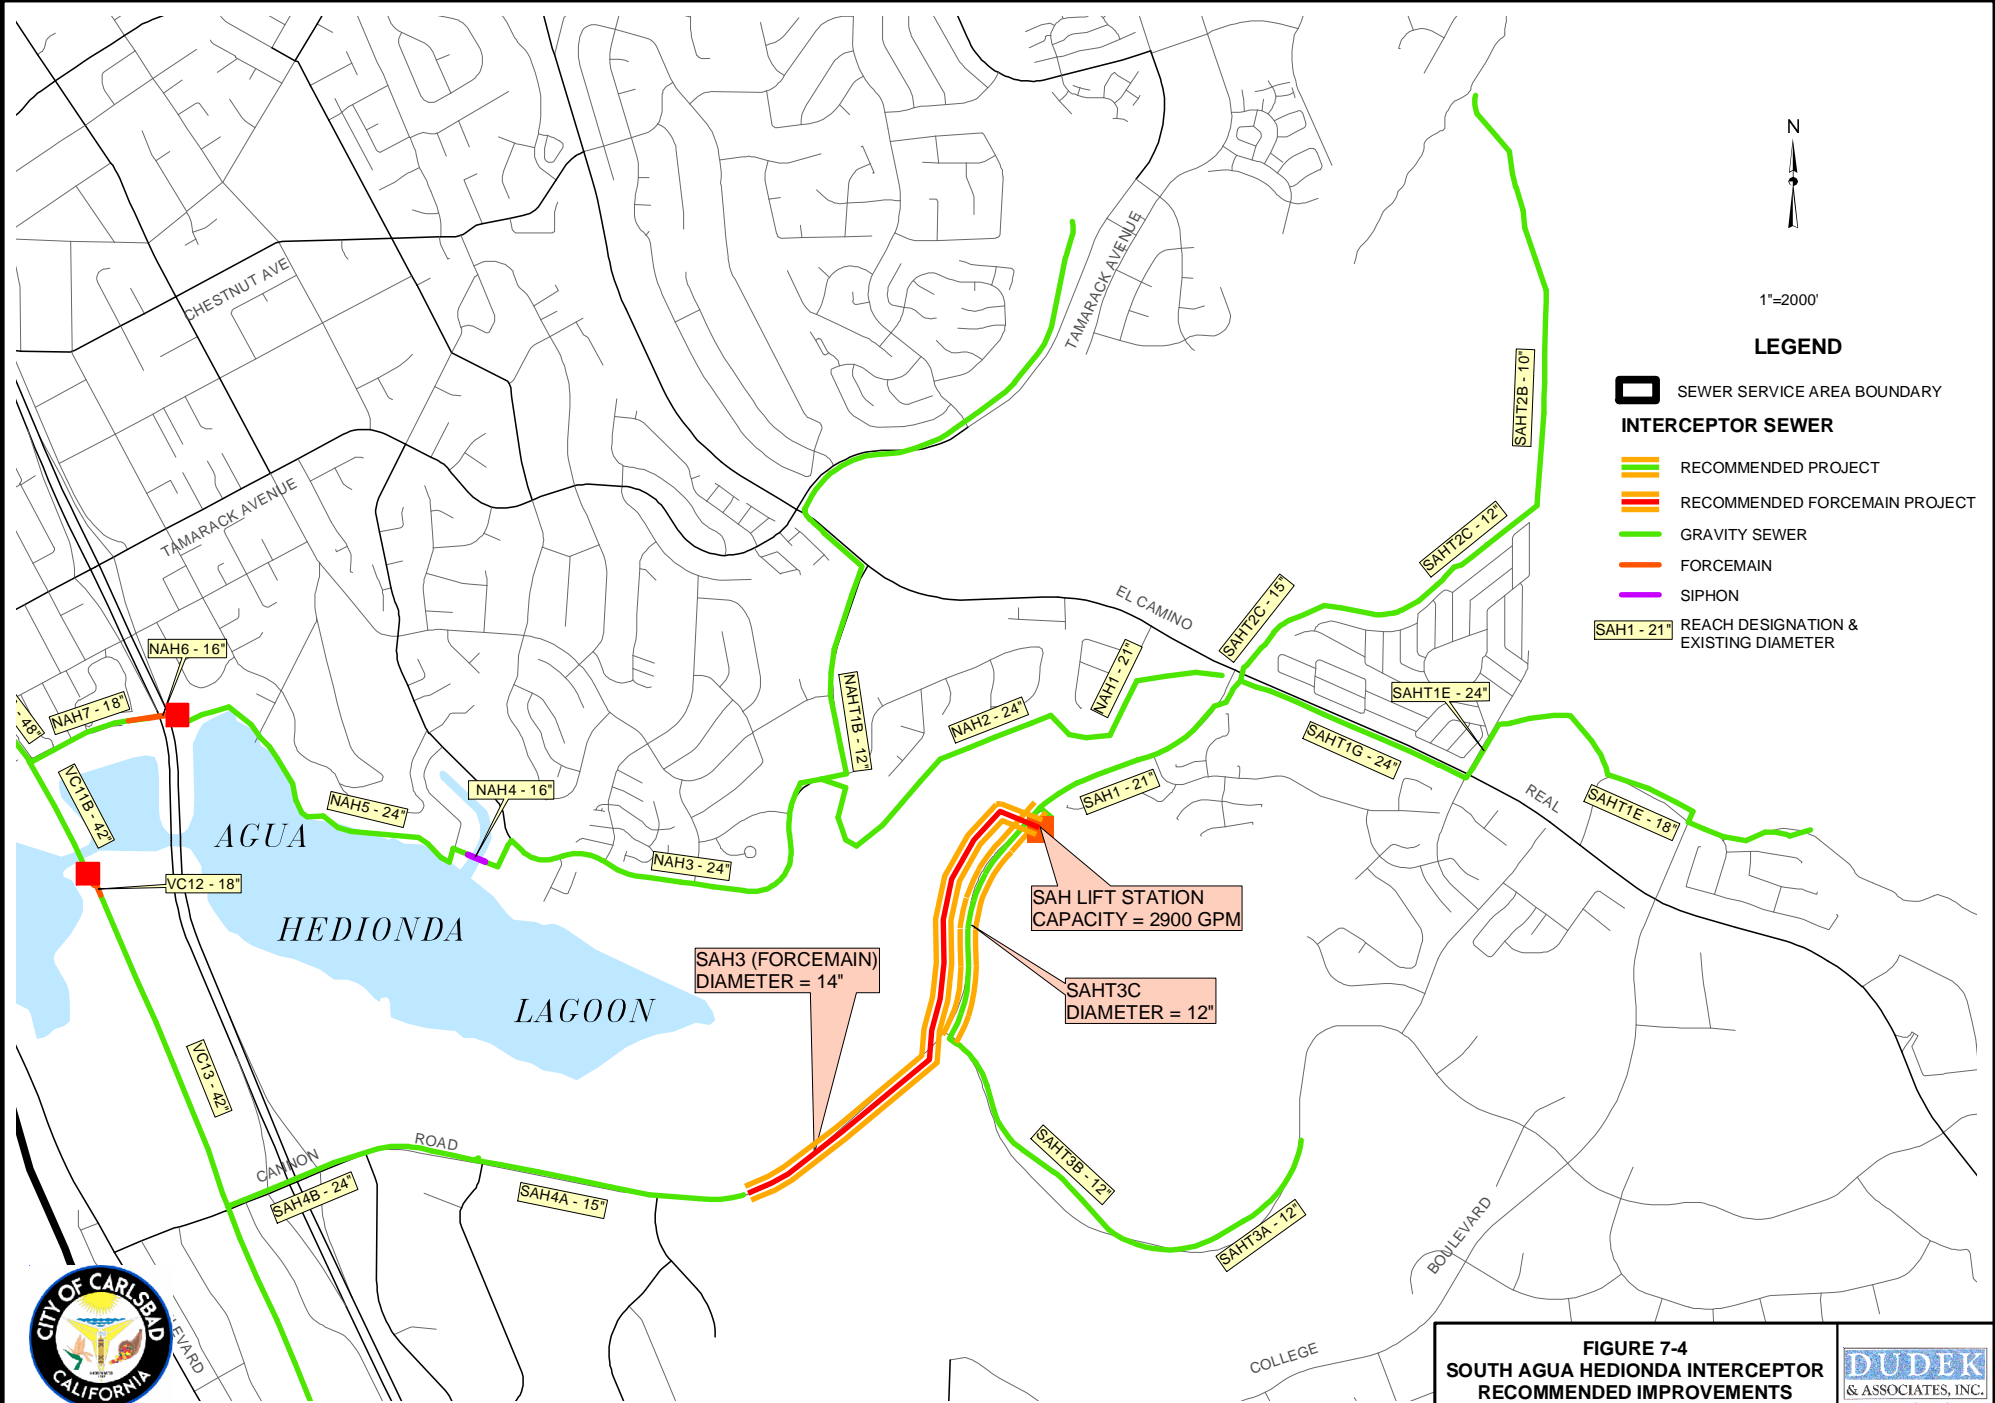 CHESTNUT AVE
TAMARACK AVENUE
TAMARACK AVENUE
N
1"=2000'
LEGEND
SEWER SERVICE AREA BOUNDARY
INTERCEPTOR SEWER
RECOMMENDED PROJECT
RECOMMENDED FORCEMAIN PROJECT
GRAVITY SEWER
FORCEMAIN
SIPHON
SAH1 - 21"
REACH DESIGNATION &
EXISTING DIAMETER
SAHT2B - 10"
SAHT2C - 12"
SAHT2C - 15"
EL CAMINO
REAL
NAH6 - 16"
NAH7 - 18"
- 48"
VC11B - 42"
NAH5 - 24"
NAH4 - 16"
NAH3 - 24"
NAHT1B - 12"
NAH2 - 24"
NAH1 - 21"
SAH1 - 21"
SAHT1G - 24"
SAHT1E - 24"
SAHT1E - 18"
VC12 - 18"
AGUA
HEDIONDA
LAGOON
SAH LIFT STATION
CAPACITY = 2900 GPM
SAH3 (FORCEMAIN)
DIAMETER = 14"
SAHT3C
DIAMETER = 12"
VC13 - 42"
CANNON
ROAD
SAH4B - 24"
SAH4A - 15"
SAHT3B - 12"
SAHT3A - 12"
BOULEVARD
COLLEGE
LEVARD
CITY OF CARLSBAD
CALIFORNIA
FIGURE 7-4
SOUTH AGUA HEDIONDA INTERCEPTOR
RECOMMENDED IMPROVEMENTS
DUDEK
& ASSOCIATES, INC.